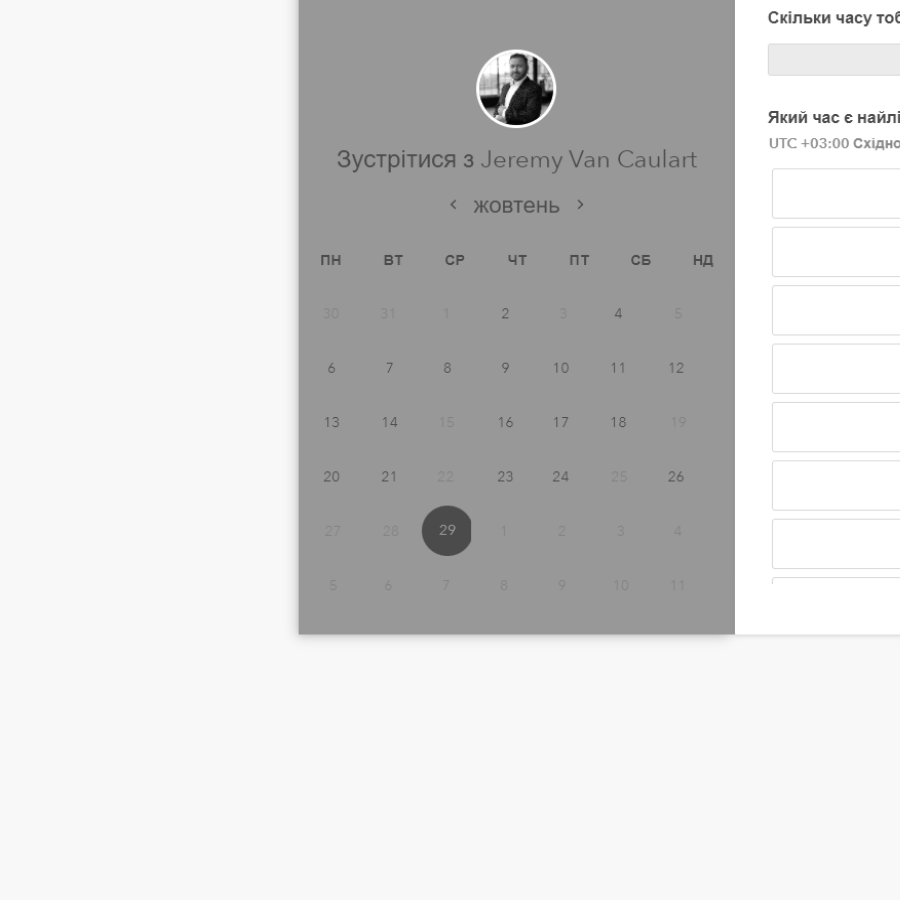 Скільки часу тоб
Який час є найлі
UTC +03:00 Східно
Зустрітися з Jeremy Van Caulart
жовтень
ПН ВТ СР ЧТ ПТ СБ НД
30 31 1 2 3 4 5
6 7 8 9 10 11 12
13 14 15 16 17 18 19
20 21 22 23 24 25 26
27 28 29 1 2 3 4
5 6 7 8 9 10 11